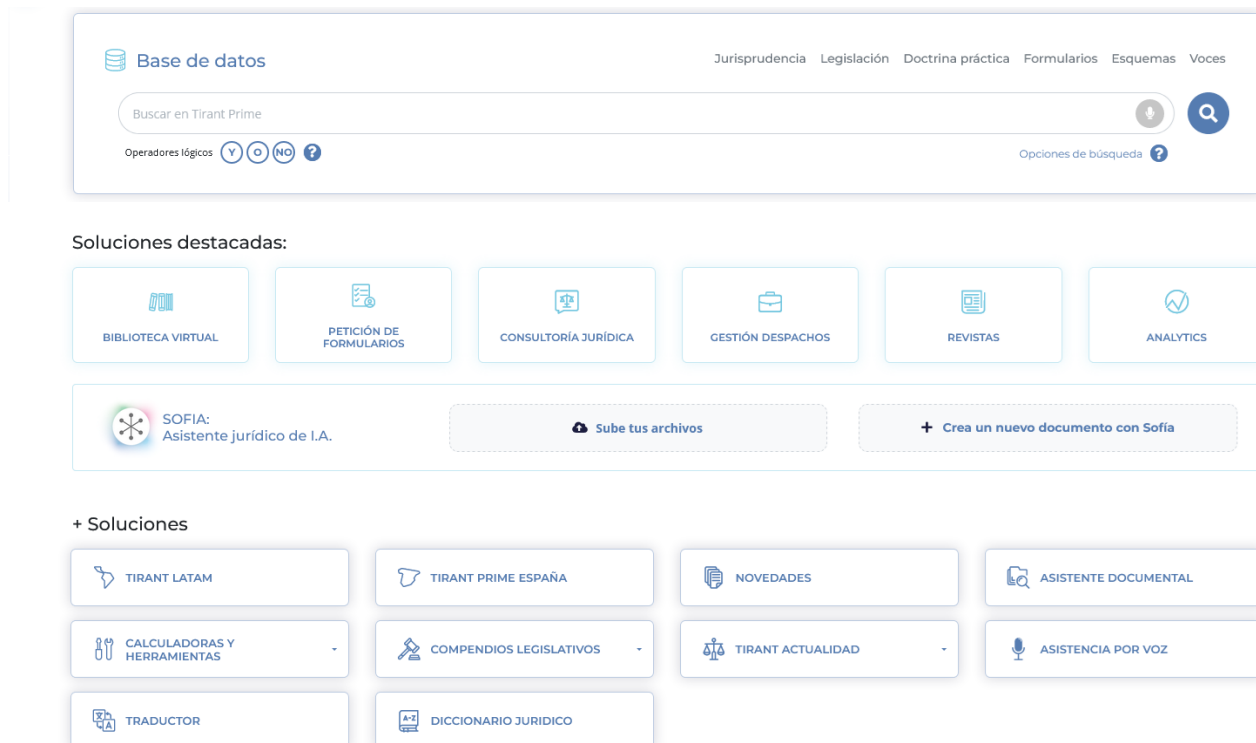 Base de datos
Jurisprudencia Legislación Doctrina práctica Formularios Esquemas Voces
Buscar en Tirant Prime
Operadores lógicos Y O NO ?
Opciones de búsqueda ?
Soluciones destacadas:
BIBLIOTECA VIRTUAL
PETICIÓN DE
FORMULARIOS
CONSULTORÍA JURÍDICA
GESTIÓN DESPACHOS
REVISTAS
ANALYTICS
SOFIA:
Asistente jurídico de I.A.
Sube tus archivos
+ Crea un nuevo documento con Sofía
+ Soluciones
TIRANT LATAM
TIRANT PRIME ESPAÑA
NOVEDADES
ASISTENTE DOCUMENTAL
CALCULADORAS Y
HERRAMIENTAS
COMPENDIOS LEGISLATIVOS
TIRANT ACTUALIDAD
ASISTENCIA POR VOZ
TRADUCTOR
A-Z
DICCIONARIO JURIDICO